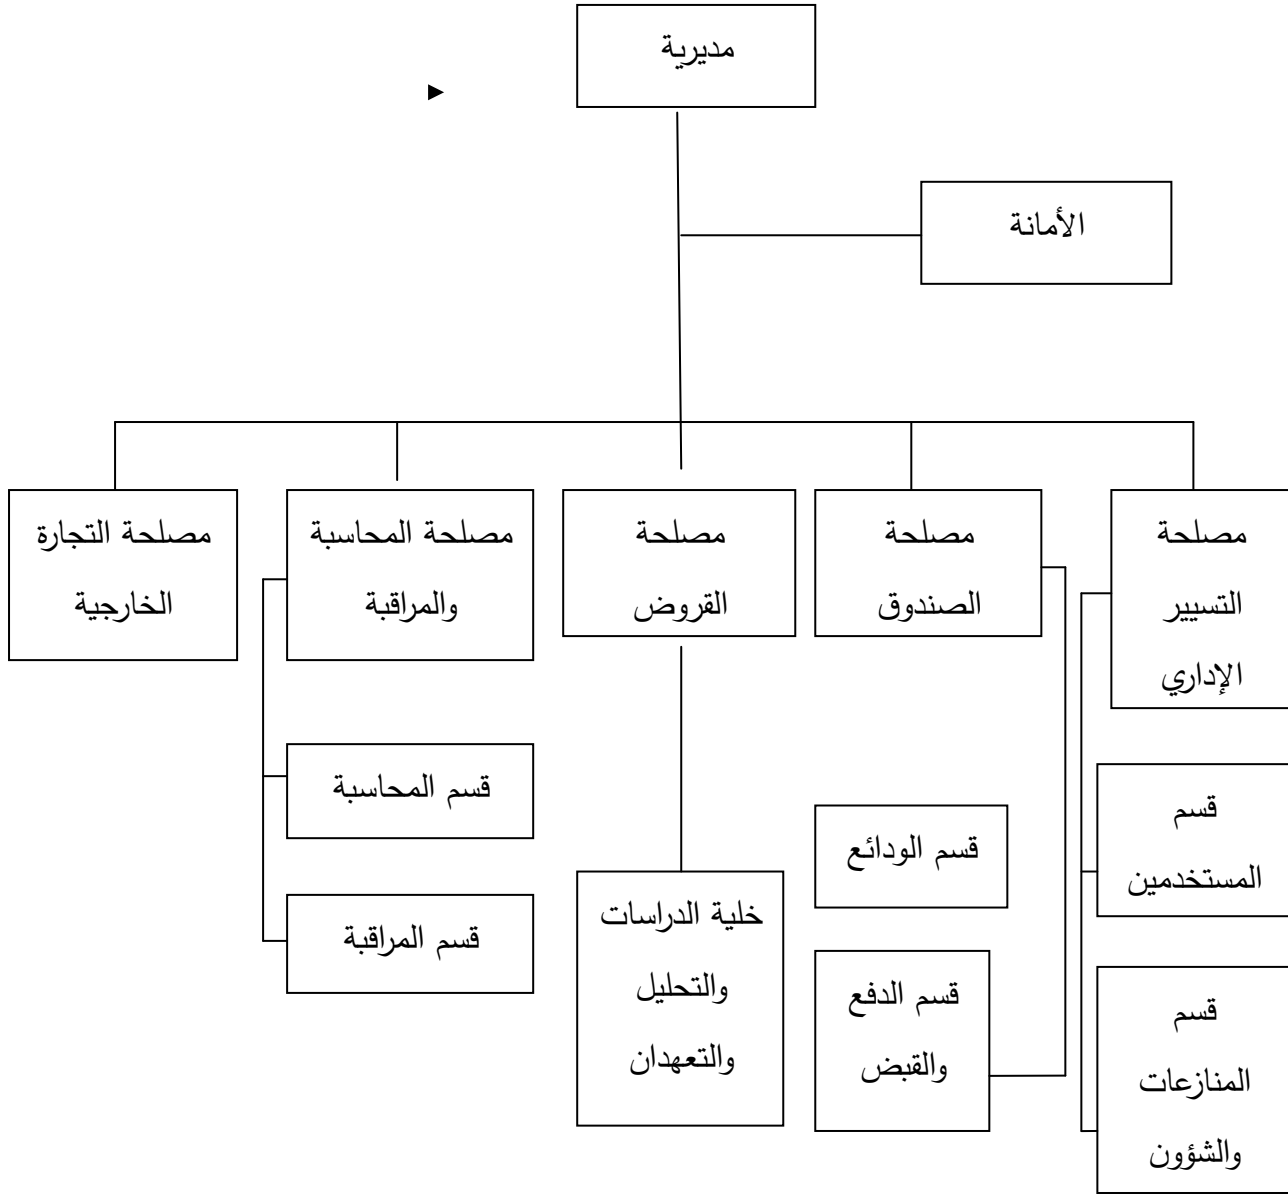 مديرية
الأمانة
مصلحة
التسيير
الإداري
مصلحة
الصندوق
مصلحة
القروض
مصلحة المحاسبة
والمراقبة
مصلحة التجارة
الخارجية
قسم
المستخدمين
قسم
المنازعات
والشؤون
قسم الودائع
قسم الدفع
والقبض
خلية الدراسات
والتحليل
والتعهدان
قسم المحاسبة
قسم المراقبة